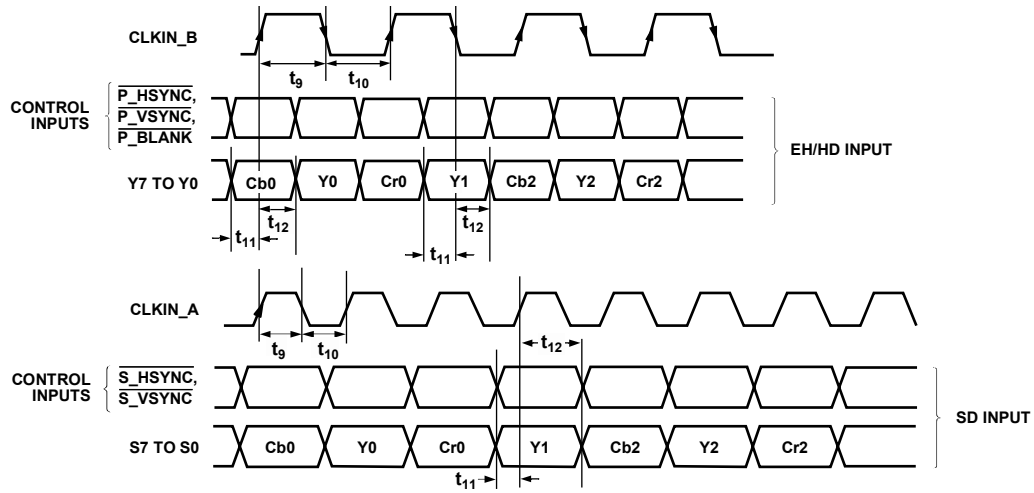 CLKIN_B
t9
t10
CONTROL
INPUTS
P_HSYNC,
P_VSYNC,
P_BLANK
EH/HD INPUT
Y7 TO Y0
Cb0
Y0
Cr0
Y1
Cb2
Y2
Cr2
t12
t12
t11
t11
CLKIN_A
t9
t10
t12
CONTROL
INPUTS
S_HSYNC,
S_VSYNC
SD INPUT
S7 TO S0
Cb0
Y0
Cr0
Y1
Cb2
Y2
Cr2
t11